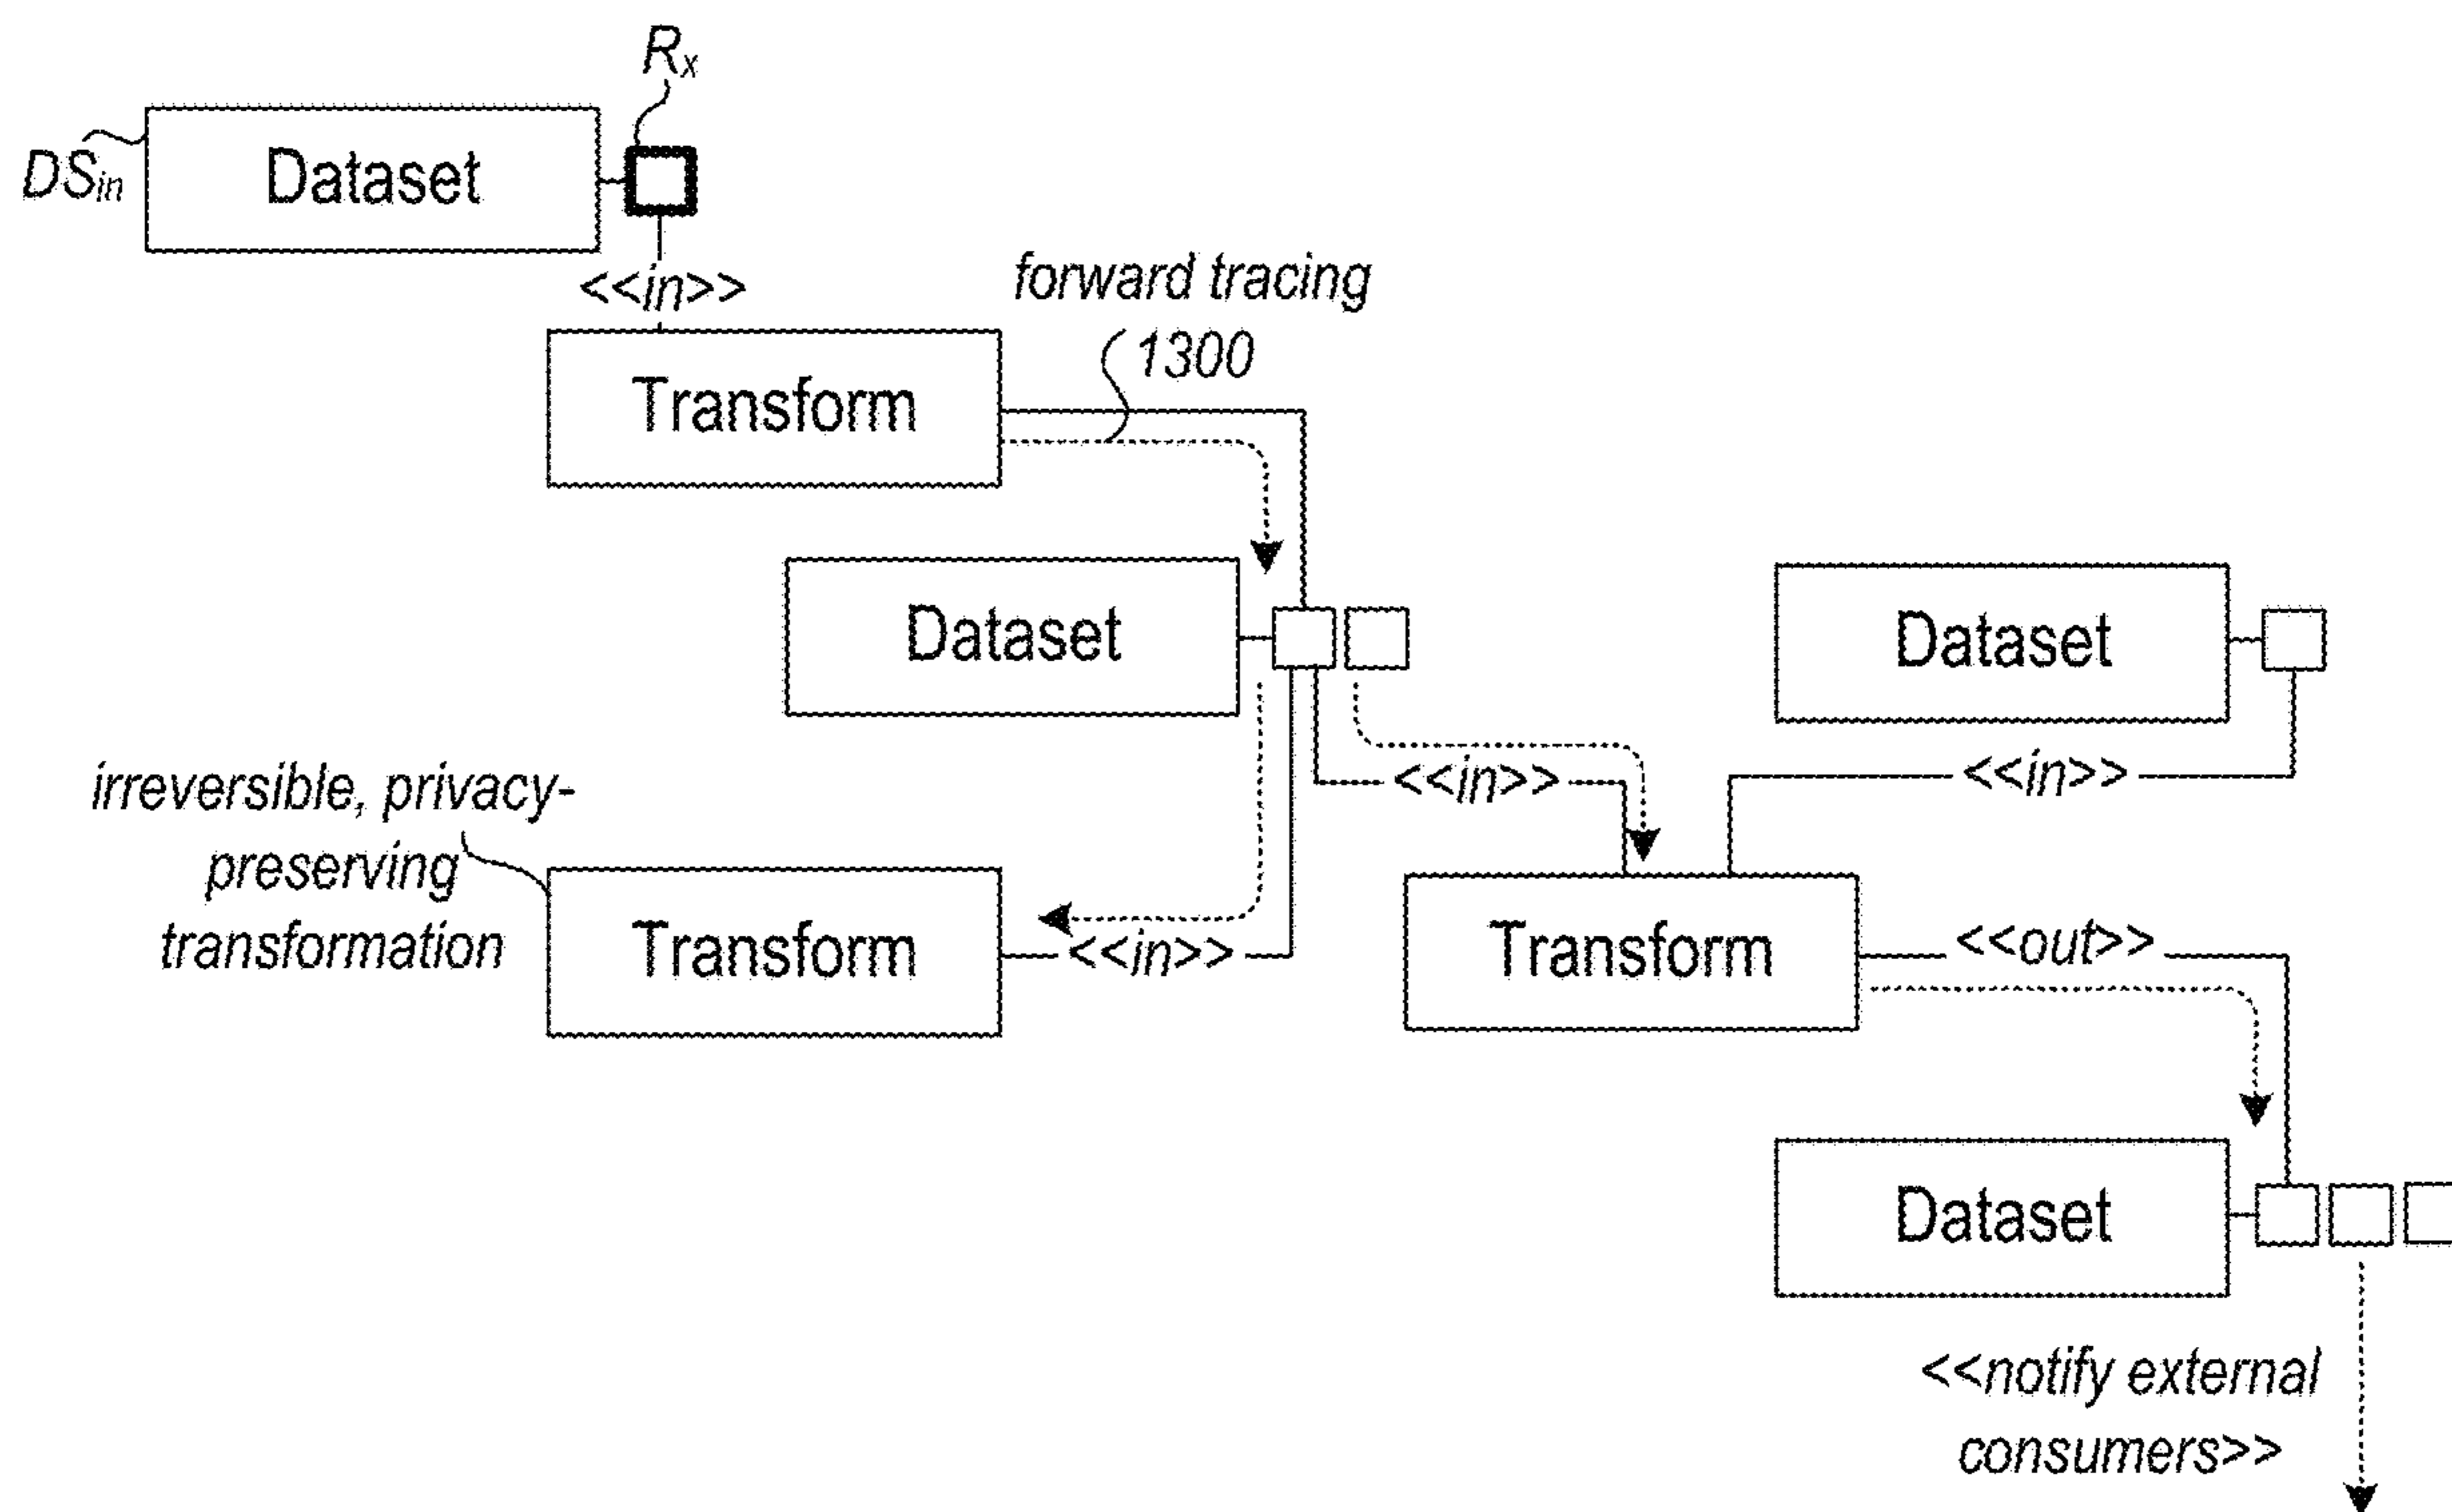 Rx
DSin
Dataset
<<in>>
forward tracing
1300
Transform
Dataset
Dataset
<<in>>
<<in>>
irreversible, privacy-
preserving
transformation
Transform
<<in>>
Transform
<<out>>
Dataset
<<notify external
consumers>>